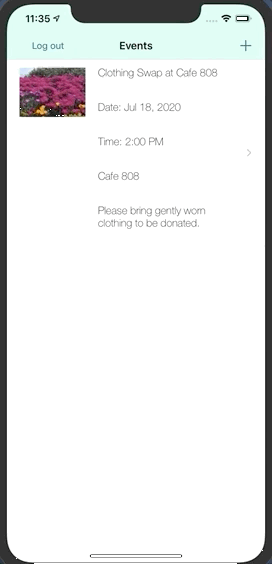 11:35
Log out
Events
+
Clothing Swap at Cafe 808
Date: Jul 18, 2020
Time: 2:00 PM
Cafe 808
Please bring gently worn
clothing to be donated.